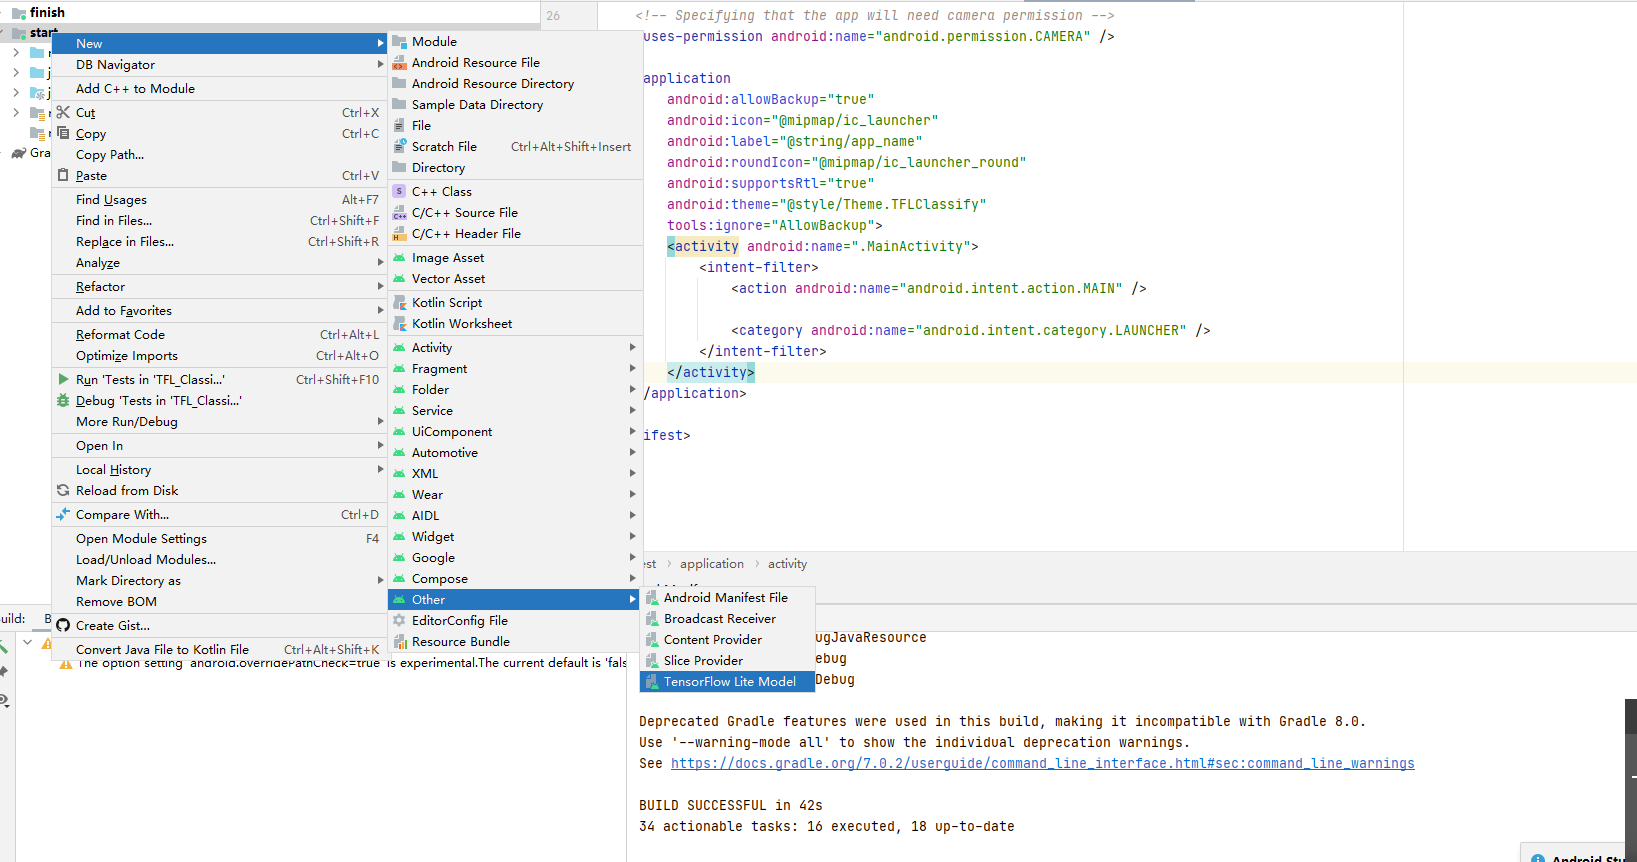 finish
start
Gra
New
DB Navigator
Add C++ to Module
Cut Ctrl+X
Copy Ctrl+C
Copy Path...
Paste Ctrl+V
Find Usages Alt+F7
Find in Files... Ctrl+Shift+F
Replace in Files... Ctrl+Shift+R
Analyze
Refactor
Add to Favorites
Reformat Code Ctrl+Alt+L
Optimize Imports Ctrl+Alt+O
Run 'Tests in 'TFL_Classi...' Ctrl+Shift+F10
Debug 'Tests in 'TFL_Classi...'
More Run/Debug
Open In
Local History
Reload from Disk
Compare With... Ctrl+D
Open Module Settings F4
Load/Unload Modules...
Mark Directory as
Remove BOM
Create Gist...
Convert Java File to Kotlin File Ctrl+Alt+Shift+K
Module
Android Resource File
Android Resource Directory
Sample Data Directory
File
Scratch File Ctrl+Alt+Shift+Insert
Directory
C++ Class
C/C++ Source File
C/C++ Header File
Image Asset
Vector Asset
Kotlin Script
Kotlin Worksheet
Activity
Fragment
Folder
Service
UiComponent
Automotive
XML
Wear
AIDL
Widget
Google
Compose
Other
EditorConfig File
Resource Bundle
Android Manifest File
Broadcast Receiver
Content Provider
Slice Provider
TensorFlow Lite Model
26 <!-- Specifying that the app will need camera permission -->
uses-permission android:name="android.permission.CAMERA" />
application
android:allowBackup="true"
android:icon="@mipmap/ic_launcher"
android:label="@string/app_name"
android:roundIcon="@mipmap/ic_launcher_round"
android:supportsRtl="true"
android:theme="@style/Theme.TFLClassify"
tools:ignore="AllowBackup">
<activity android:name=".MainActivity">
<intent-filter>
<action android:name="android.intent.action.MAIN" />
<category android:name="android.intent.category.LAUNCHER" />
</intent-filter>
</activity>
/application>
ifest>
est › application › activity
uild: B
The option setting 'android.overridePathCheck=true' is experimental.The current default is 'fals
ugJavaResource
ebug
Debug
Deprecated Gradle features were used in this build, making it incompatible with Gradle 8.0.
Use '--warning-mode all' to show the individual deprecation warnings.
See https://docs.gradle.org/7.0.2/userguide/command_line_interface.html#sec:command_line_warnings
BUILD SUCCESSFUL in 42s
34 actionable tasks: 16 executed, 18 up-to-date
Android Stu